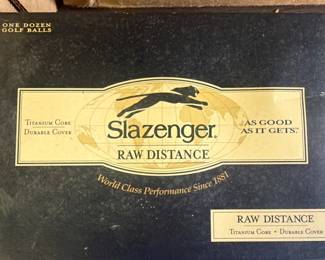 ONE DOZEN
GOLF BALLS
Slazenger
TITANIUM CORE
DURABLE COVER
"AS GOOD
AS IT GETS."
RAW DISTANCE
World Class Performance Since 1881
RAW DISTANCE
TITANIUM CORE • DURABLE COVER